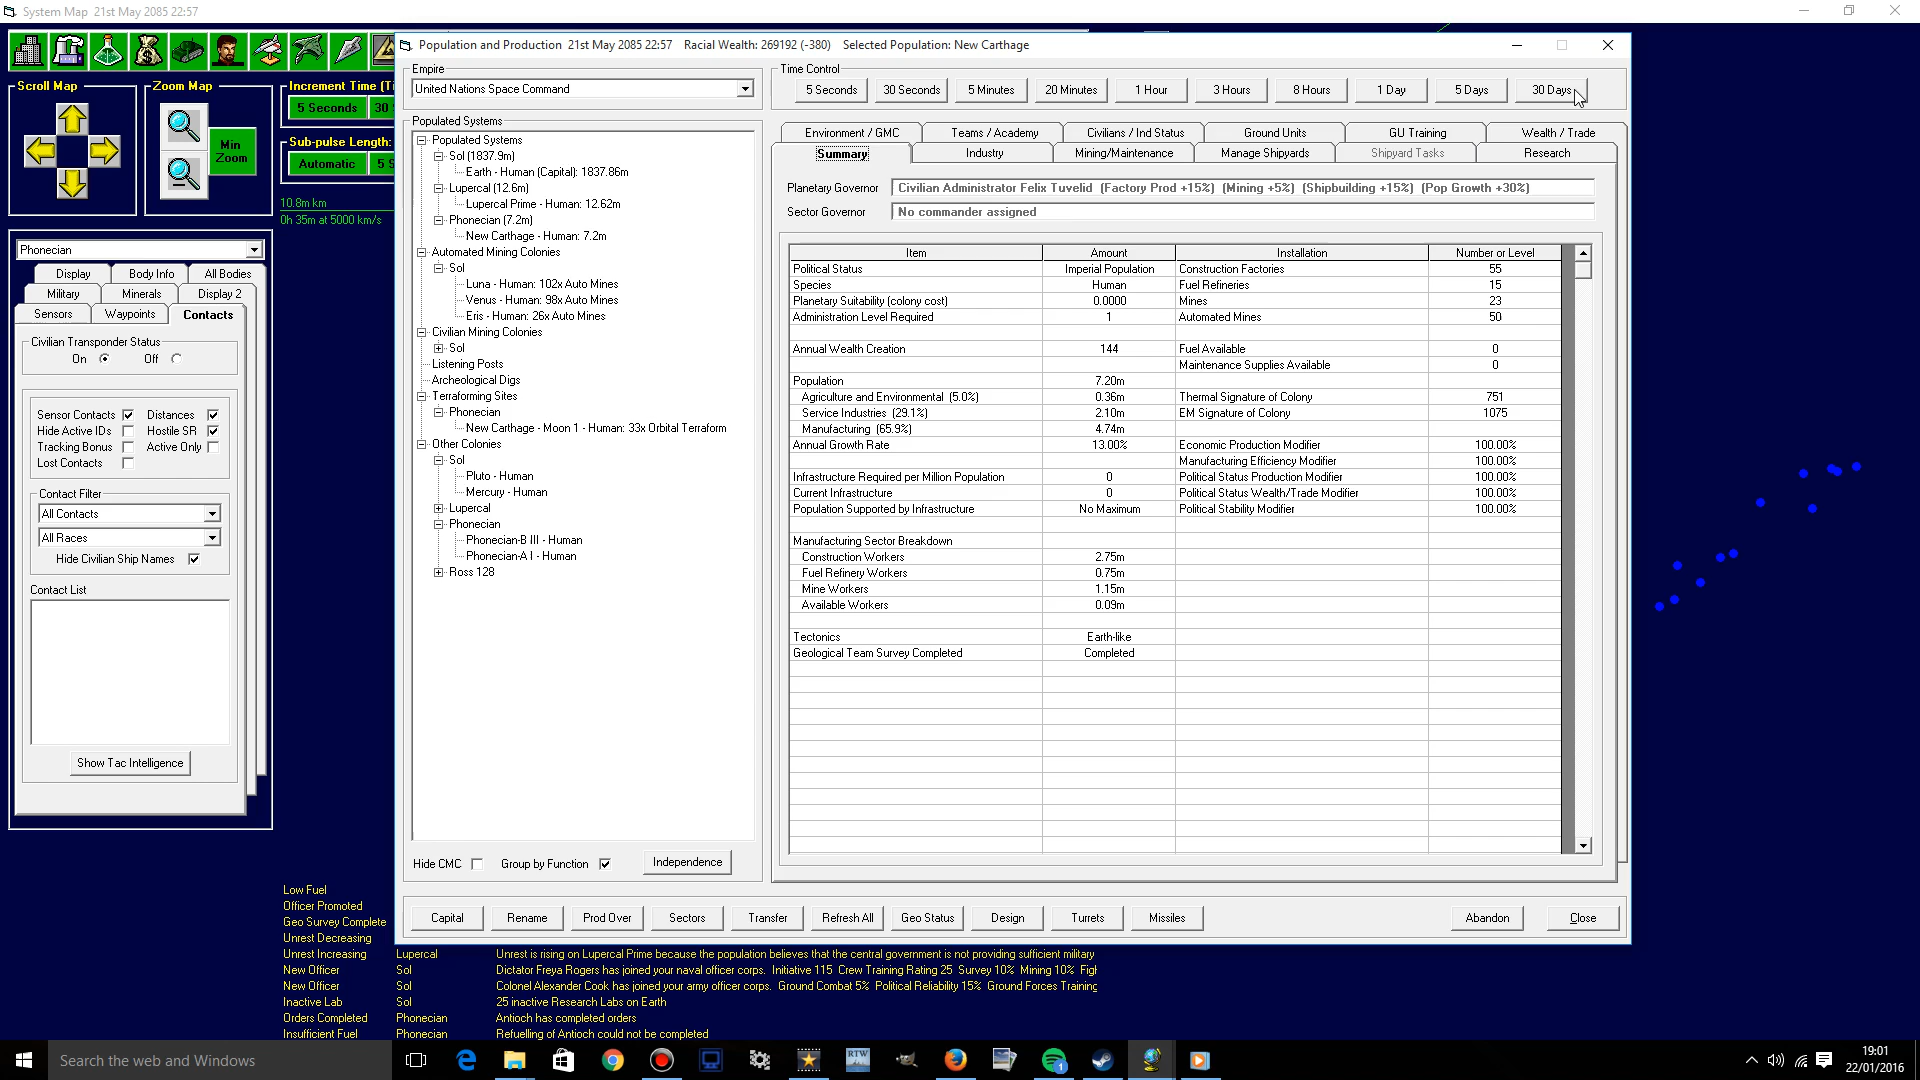 System Map  21st May 2085 22:57
Population and Production  21st May 2085 22:57   Racial Wealth: 269192 (-380)   Selected Population: New Carthage
Scroll Map
Zoom Map
Min Zoom
Increment Time (Ti
5 Seconds
30
Sub-pulse Length:
Automatic
5 S
10.8m km
0h 35m at 5000 km/s
Phonecian
Display
Body Info
All Bodies
Military
Minerals
Display 2
Sensors
Waypoints
Contacts
Civilian Transponder Status
On
Off
Sensor Contacts
Distances
Hide Active IDs
Hostile SR
Tracking Bonus
Active Only
Lost Contacts
Contact Filter
All Contacts
All Races
Hide Civilian Ship Names
Contact List
Show Tac Intelligence
Empire
United Nations Space Command
Populated Systems
Populated Systems
Sol (1837.9m)
Earth - Human (Capital): 1837.86m
Lupercal (12.6m)
Lupercal Prime - Human: 12.62m
Phonecian (7.2m)
New Carthage - Human: 7.2m
Automated Mining Colonies
Sol
Luna - Human: 102x Auto Mines
Venus - Human: 98x Auto Mines
Eris - Human: 26x Auto Mines
Civilian Mining Colonies
Sol
Listening Posts
Archeological Digs
Terraforming Sites
Phonecian
New Carthage - Moon 1 - Human: 33x Orbital Terraform
Other Colonies
Sol
Pluto - Human
Mercury - Human
Lupercal
Phonecian
Phonecian-B III - Human
Phonecian-A I - Human
Ross 128
Hide CMC
Group by Function
Independence
Time Control
5 Seconds
30 Seconds
5 Minutes
20 Minutes
1 Hour
3 Hours
8 Hours
1 Day
5 Days
30 Days
Environment / GMC
Teams / Academy
Civilians / Ind Status
Ground Units
GU Training
Wealth / Trade
Summary
Industry
Mining/Maintenance
Manage Shipyards
Shipyard Tasks
Research
Planetary Governor
Civilian Administrator Felix Tuvelid  (Factory Prod +15%)  (Mining +5%)  (Shipbuilding +15%)  (Pop Growth +30%)
Sector Governor
No commander assigned
Item  Amount  Installation  Number or Level
Political Status  Imperial Population  Construction Factories  55
Species  Human  Fuel Refineries  15
Planetary Suitability (colony cost)  0.0000  Mines  23
Administration Level Required  1  Automated Mines  50
Annual Wealth Creation  144  Fuel Available  0
Maintenance Supplies Available  0
Population  7.20m
Agriculture and Environmental (5.0%)  0.36m  Thermal Signature of Colony  751
Service Industries (29.1%)  2.10m  EM Signature of Colony  1075
Manufacturing (65.9%)  4.74m
Annual Growth Rate  13.00%  Economic Production Modifier  100.00%
Manufacturing Efficiency Modifier  100.00%
Infrastructure Required per Million Population  0  Political Status Production Modifier  100.00%
Current Infrastructure  0  Political Status Wealth/Trade Modifier  100.00%
Population Supported by Infrastructure  No Maximum  Political Stability Modifier  100.00%
Manufacturing Sector Breakdown
Construction Workers  2.75m
Fuel Refinery Workers  0.75m
Mine Workers  1.15m
Available Workers  0.09m
Tectonics  Earth-like
Geological Team Survey Completed  Completed
Capital
Rename
Prod Over
Sectors
Transfer
Refresh All
Geo Status
Design
Turrets
Missiles
Abandon
Close
Low Fuel
Officer Promoted
Geo Survey Complete
Unrest Decreasing
Unrest Increasing  Lupercal  Unrest is rising on Lupercal Prime because the population believes that the central government is not providing sufficient military
New Officer  Sol  Dictator Freya Rogers has joined your naval officer corps.  Initiative 115  Crew Training Rating 25  Survey 10%  Mining 10%  Figh
New Officer  Sol  Colonel Alexander Cook has joined your army officer corps.  Ground Combat 5%  Political Reliability 15%  Ground Forces Training
Inactive Lab  Sol  25 inactive Research Labs on Earth
Orders Completed  Phonecian  Antioch has completed orders
Insufficient Fuel  Phonecian  Refuelling of Antioch could not be completed
Search the web and Windows
RTW
1
19:01
22/01/2016